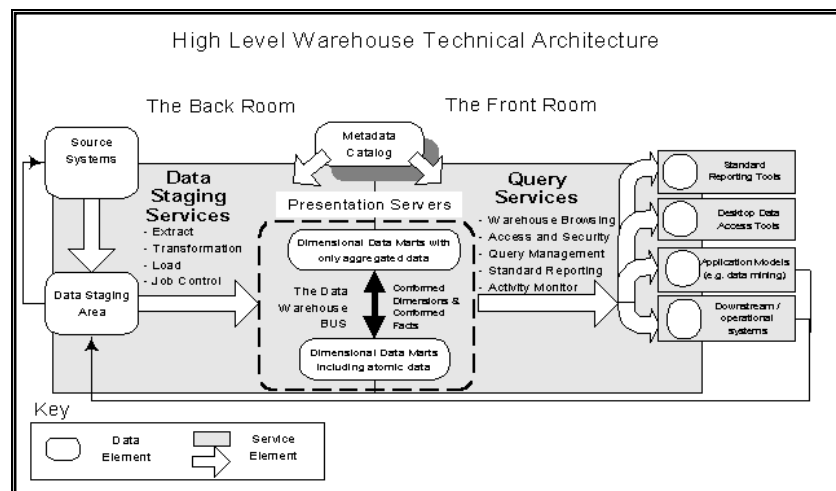 High Level Warehouse Technical Architecture
The Back Room
The Front Room
Source
Systems
Metadata
Catalog
Data
Staging
Services
- Extract
- Transformation
- Load
- Job Control
Data Staging
Area
Presentation Servers
Dimensional Data Marts with
only aggregated data
The Data
Warehouse
BUS
Conformed
Dimensions &
Conformed
Facts
Dimensional Data Marts
including atomic data
Query
Services
- Warehouse Browsing
- Access and Security
- Query Management
- Standard Reporting
- Activity Monitor
Standard
Reporting Tools
Desktop Data
Access Tools
Application Models
(e.g. data mining)
Downstream /
operational
systems
Key
Data
Element
Service
Element